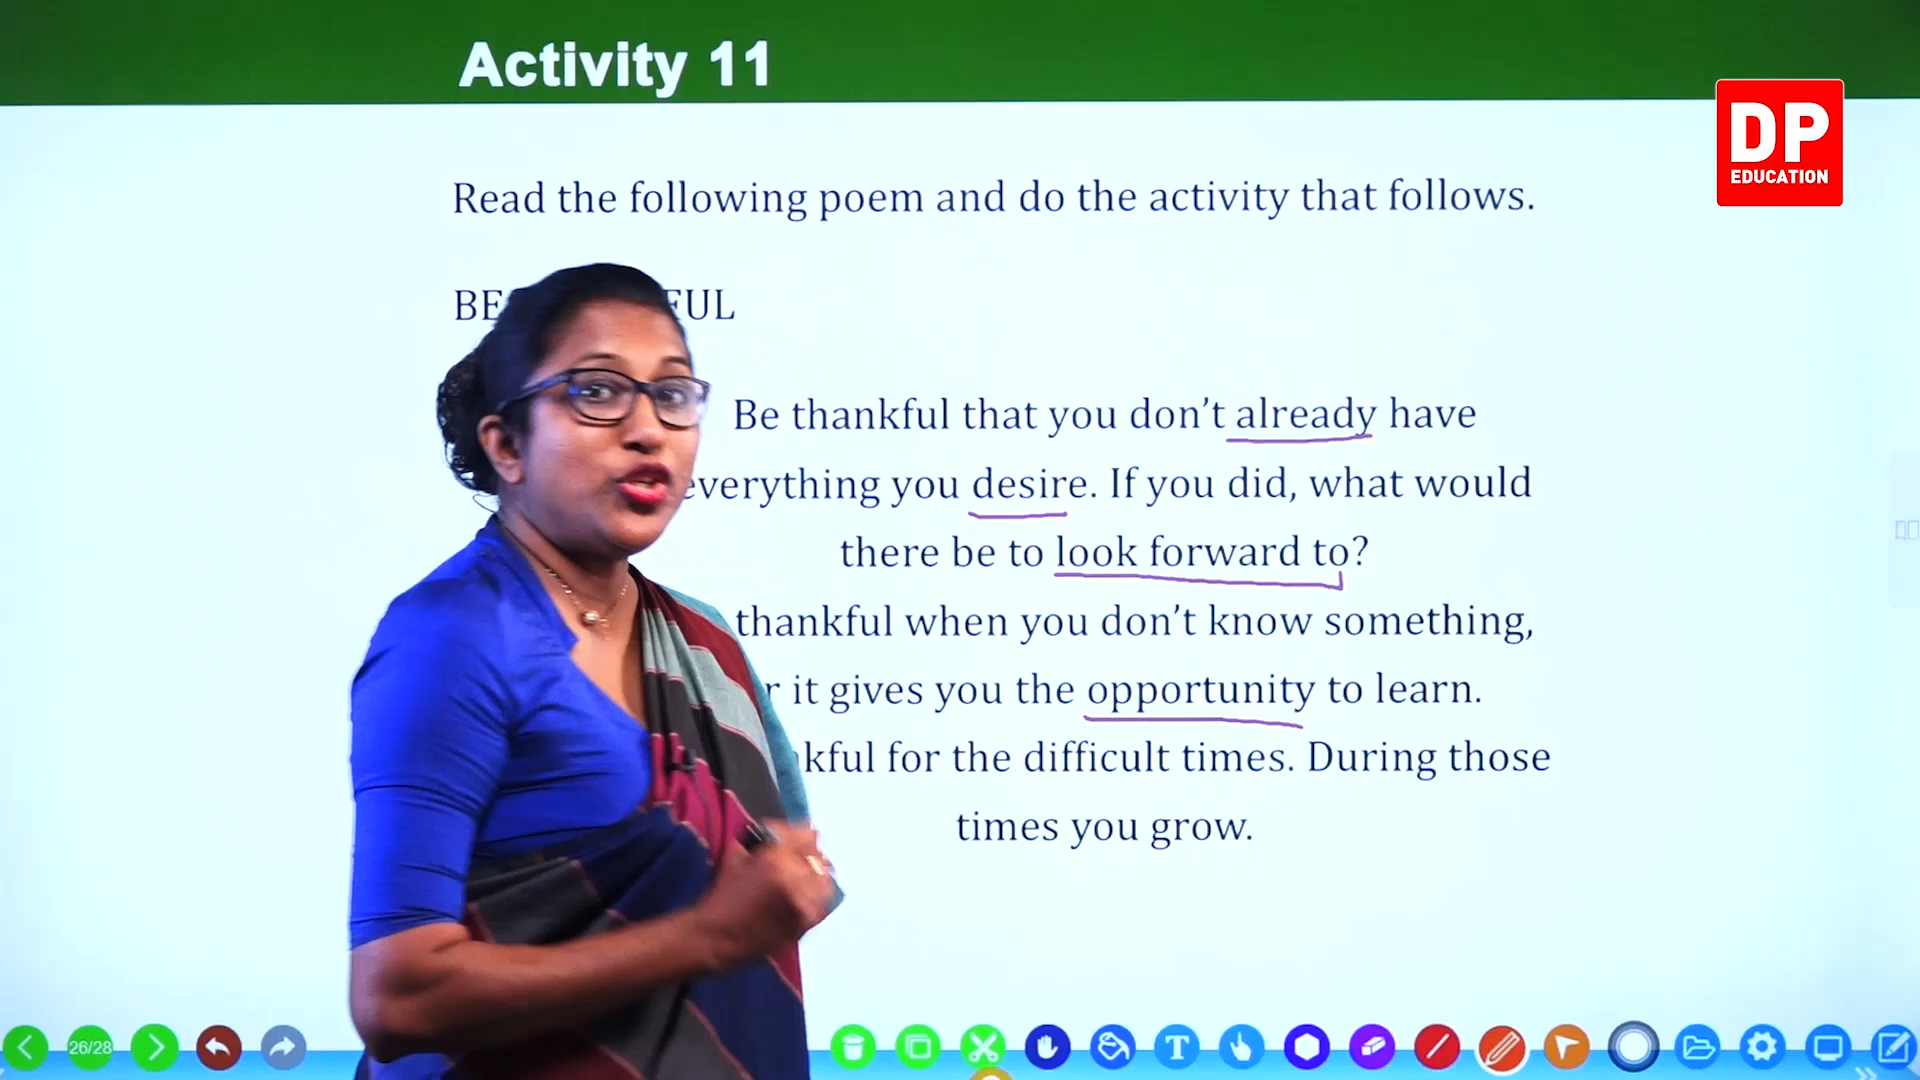 Activity 11
DP
EDUCATION
Read the following poem and do the activity that follows.
BE FUL
Be thankful that you don't already have
everything you desire. If you did, what would
there be to look forward to?
thankful when you don't know something,
r it gives you the opportunity to learn.
kful for the difficult times. During those
times you grow.
26/28
T